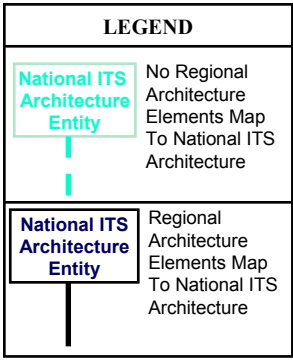 LEGEND
National ITS
Architecture
Entity
No Regional
Architecture
Elements Map
To National ITS
Architecture
National ITS
Architecture
Entity
Regional
Architecture
Elements Map
To National ITS
Architecture